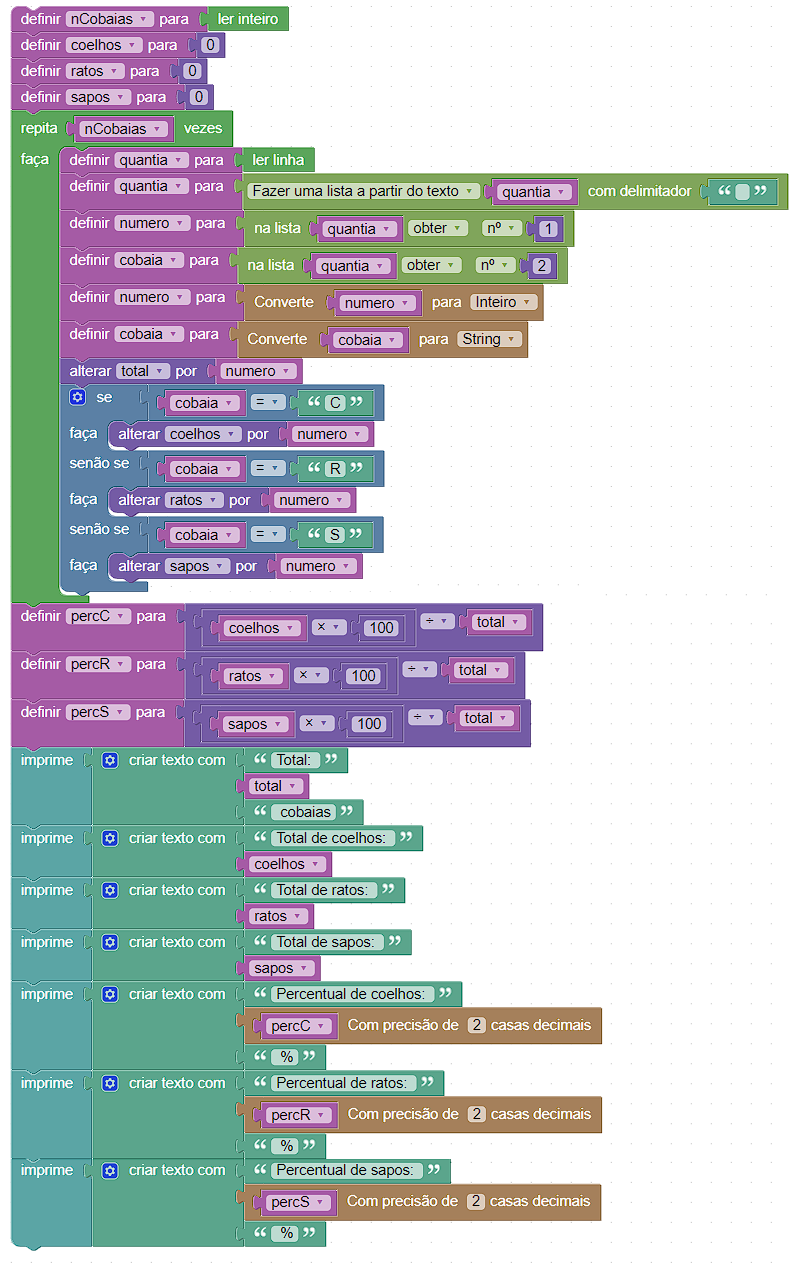 definir nCobaias para ler inteiro
definir coelhos para 0
definir ratos para 0
definir sapos para 0
repita nCobaias vezes
faça definir quantia para ler linha
definir quantia para Fazer uma lista a partir do texto quantia com delimitador “ ”
definir numero para na lista quantia obter nº 1
definir cobaia para na lista quantia obter nº 2
definir numero para Converte numero para Inteiro
definir cobaia para Converte cobaia para String
alterar total por numero
se cobaia = “ C ”
faça alterar coelhos por numero
senão se cobaia = “ R ”
faça alterar ratos por numero
senão se cobaia = “ S ”
faça alterar sapos por numero
definir percC para coelhos × 100 ÷ total
definir percR para ratos × 100 ÷ total
definir percS para sapos × 100 ÷ total
imprime criar texto com “ Total: ”
total
“ cobaias ”
imprime criar texto com “ Total de coelhos: ”
coelhos
imprime criar texto com “ Total de ratos: ”
ratos
imprime criar texto com “ Total de sapos: ”
sapos
imprime criar texto com “ Percentual de coelhos: ”
percC Com precisão de 2 casas decimais
“ % ”
imprime criar texto com “ Percentual de ratos: ”
percR Com precisão de 2 casas decimais
“ % ”
imprime criar texto com “ Percentual de sapos: ”
percS Com precisão de 2 casas decimais
“ % ”